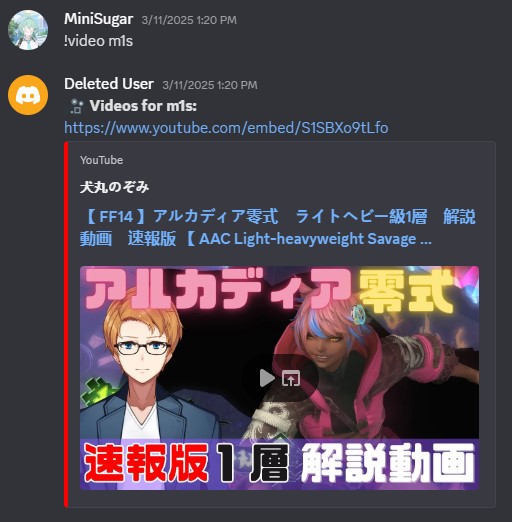 MiniSugar 3/11/2025 1:20 PM
!video m1s
Deleted User 3/11/2025 1:20 PM
Videos for m1s:
https://www.youtube.com/embed/S1SBXo9tLfo
YouTube
犬丸のぞみ
【 FF14 】アルカディア零式　ライトヘビー級1層　解説
動画　速報版 【 AAC Light-heavyweight Savage ...
アルカディア零式
速報版1層 解説動画